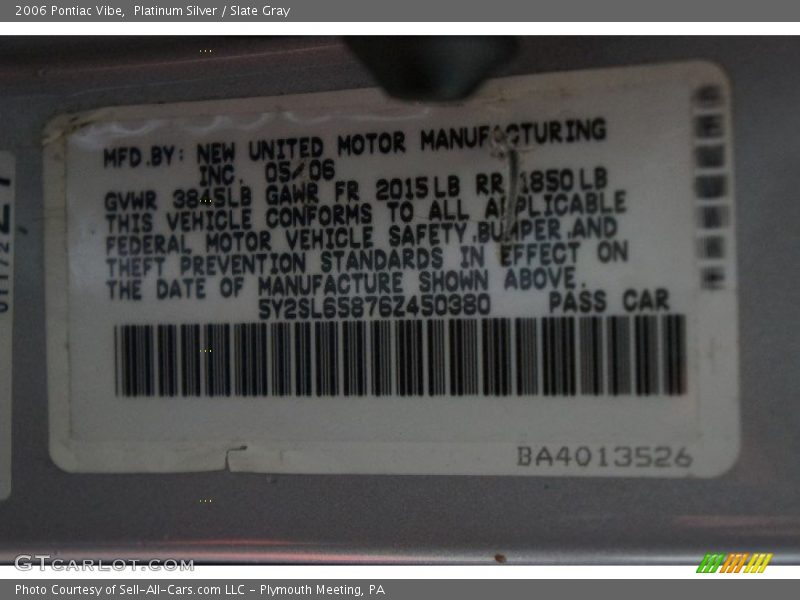 2006 Pontiac Vibe,  Platinum Silver / Slate Gray
MFD.BY: NEW UNITED MOTOR MANUFACTURING
INC. 05/06
GVWR 3845LB GAWR FR 2015LB RR 1850LB
THIS VEHICLE CONFORMS TO ALL APPLICABLE
FEDERAL MOTOR VEHICLE SAFETY,BUMPER,AND
THEFT PREVENTION STANDARDS IN EFFECT ON
THE DATE OF MANUFACTURE SHOWN ABOVE.
5Y2SL65876Z450380 PASS CAR
BA4013526
GTcarlot.com
Photo Courtesy of Sell-All-Cars.com LLC - Plymouth Meeting, PA